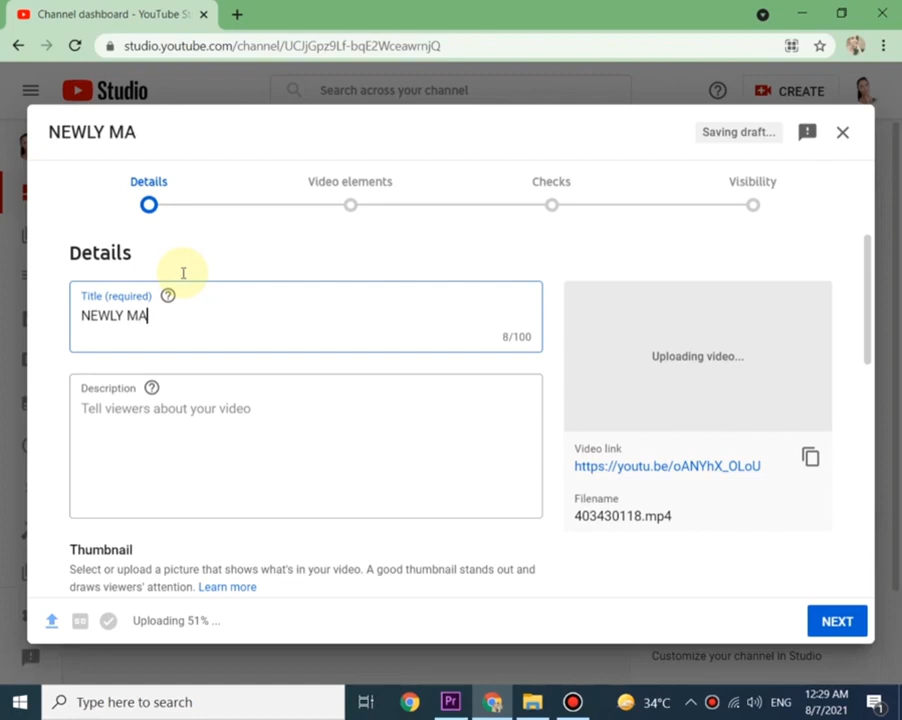 Channel dashboard - YouTube St
studio.youtube.com/channel/UCJjGpz9Lf-bqE2WceawrnjQ
Studio
Search across your channel
CREATE
NEWLY MA
Saving draft...
Details
Video elements
Checks
Visibility
Details
Title (required)
NEWLY MA
8/100
Description
Tell viewers about your video
Uploading video...
Video link
https://youtu.be/oANYhX_OLoU
Filename
403430118.mp4
Thumbnail
Select or upload a picture that shows what's in your video. A good thumbnail stands out and
draws viewers' attention. Learn more
Uploading 51% ...
NEXT
Customize your channel in Studio
Type here to search
Pr
34°C
ENG
12:29 AM
8/7/2021
1